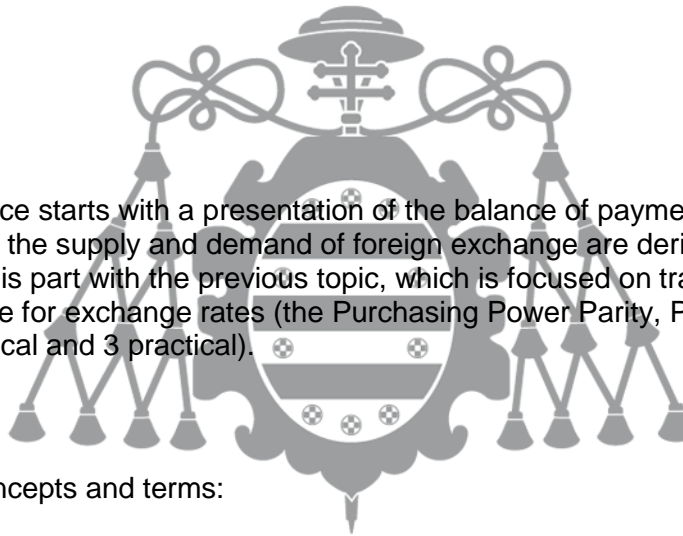 ce starts with a presentation of the balance of payme
the supply and demand of foreign exchange are deri
is part with the previous topic, which is focused on tra
e for exchange rates (the Purchasing Power Parity, P
ical and 3 practical).
ncepts and terms: